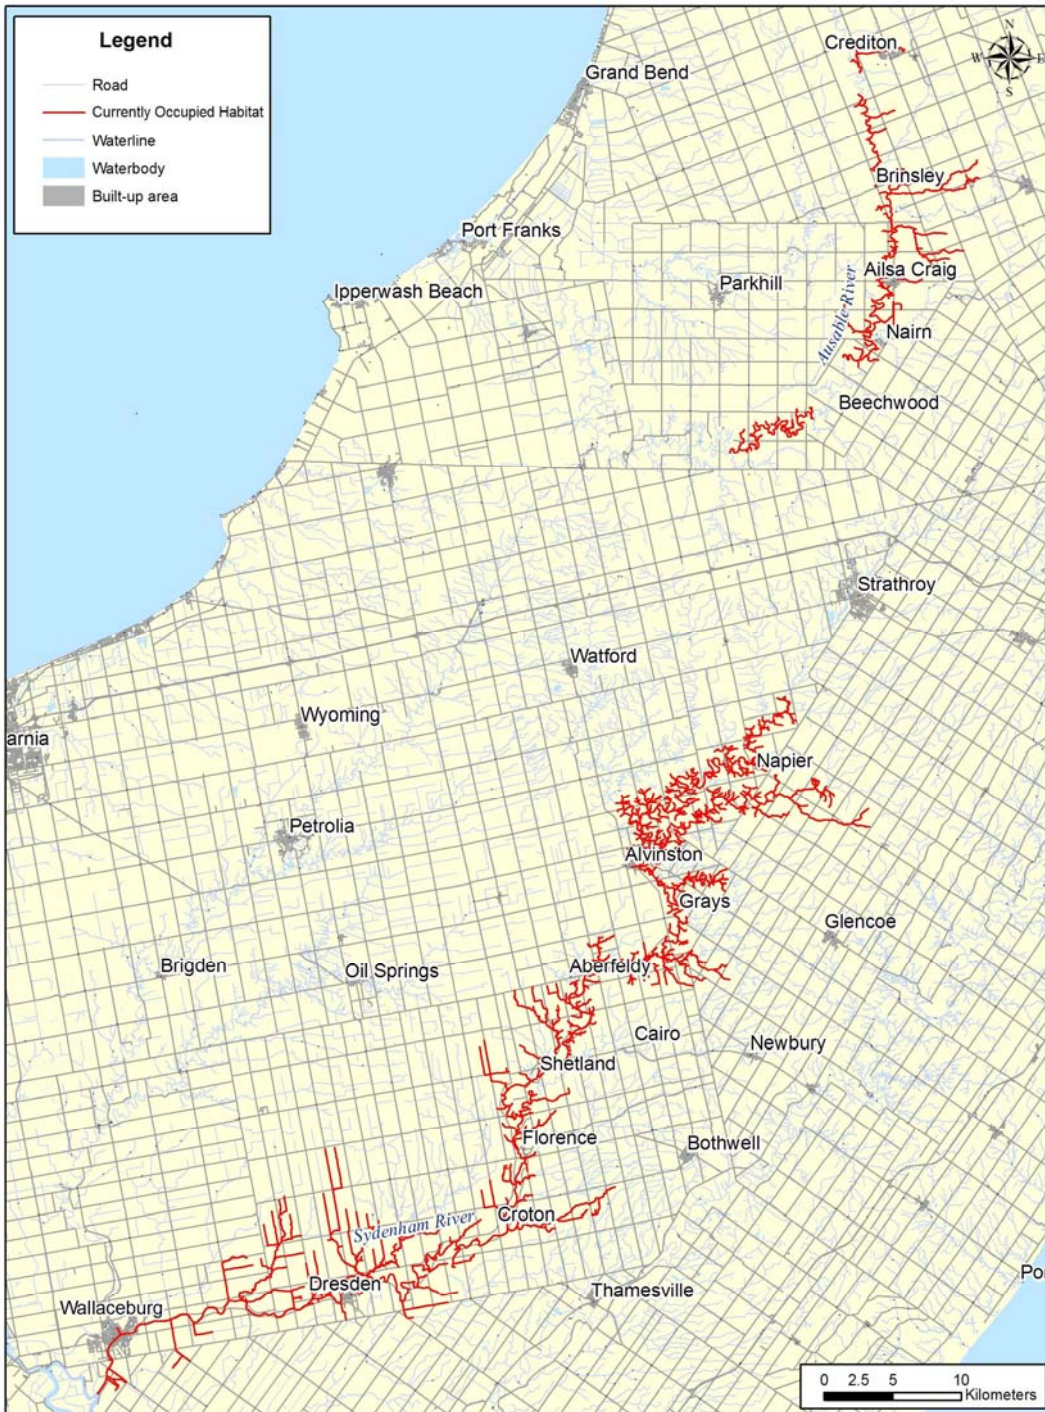 Legend
Road
Currently Occupied Habitat
Waterline
Waterbody
Built-up area
N
W E
S
Crediton
Grand Bend
Brinsley
Port Franks
Ailsa Craig
Parkhill
Ipperwash Beach
Ausable River
Nairn
Beechwood
Strathroy
Watford
Wyoming
arnia
Napier
Petrolia
Alvinston
Grays
Glencoe
Brigden
Oil Springs
Aberfeldy
Cairo
Newbury
Shetland
Florence
Bothwell
Croton
Sydenham River
Po
Dresden
Thamesville
Wallaceburg
0 2.5 5 10
Kilometers